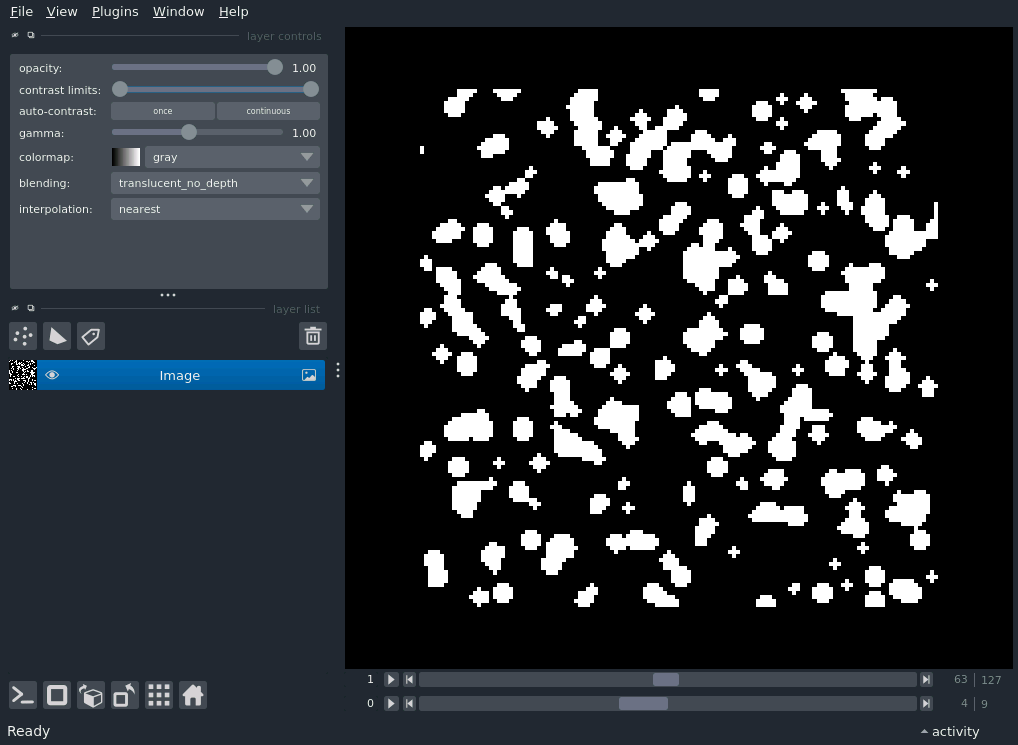 File View Plugins Window Help
layer controls
opacity: 1.00
contrast limits:
auto-contrast: once continuous
gamma: 1.00
colormap: gray
blending: translucent_no_depth
interpolation: nearest
layer list
Image
1 63 127
0 4 9
Ready activity